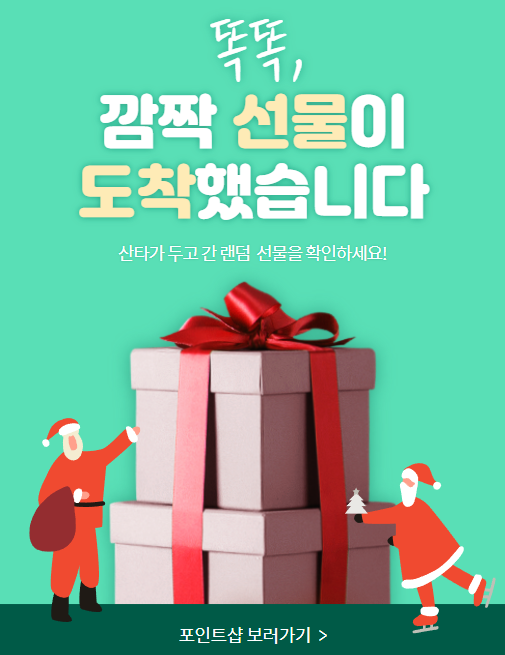 똑똑,
깜짝 선물이
도착했습니다
산타가 두고 간 랜덤 선물을 확인하세요!
포인트샵 보러가기 >